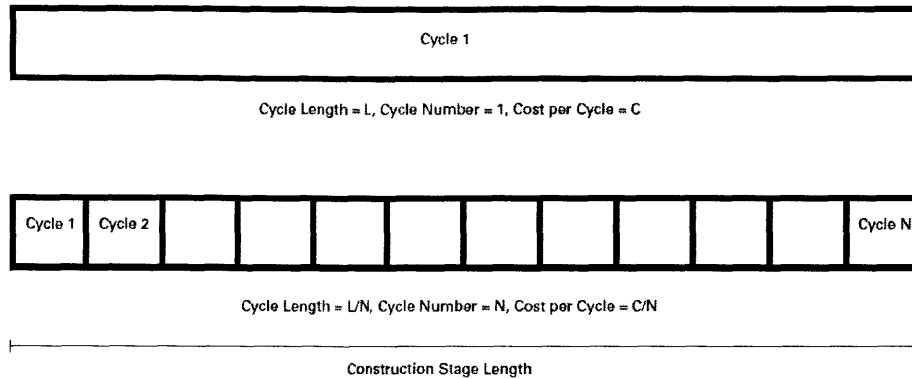 Cycle 1
Cycle Length = L, Cycle Number = 1, Cost per Cycle = C
Cycle 1 Cycle 2 Cycle N
Cycle Length = L/N, Cycle Number = N, Cost per Cycle = C/N
Construction Stage Length